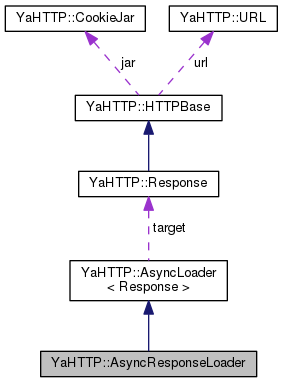 YaHTTP::CookieJar
YaHTTP::URL
jar
url
YaHTTP::HTTPBase
YaHTTP::Response
target
YaHTTP::AsyncLoader
< Response >
YaHTTP::AsyncResponseLoader